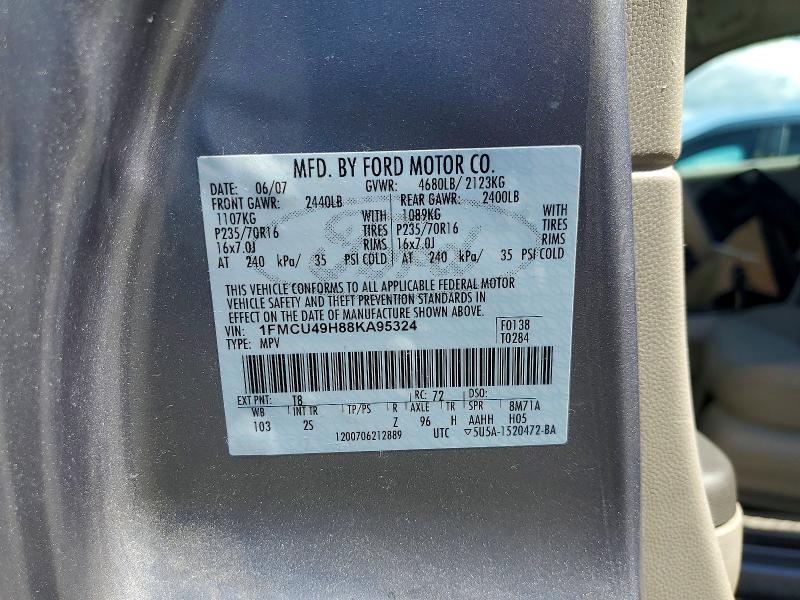 MFD. BY FORD MOTOR CO.
DATE: 06/07 GVWR: 4680LB/ 2123KG
FRONT GAWR: 2440LB REAR GAWR: 2400LB
1107KG WITH 1089KG WITH
P235/70R16 TIRES P235/70R16 TIRES
16x7.0J RIMS 16x7.0J RIMS
AT 240 kPa/ 35 PSI COLD AT 240 kPa/ 35 PSI COLD
Ford
THIS VEHICLE CONFORMS TO ALL APPLICABLE FEDERAL MOTOR
VEHICLE SAFETY AND THEFT PREVENTION STANDARDS IN
EFFECT ON THE DATE OF MANUFACTURE SHOWN ABOVE.
VIN: 1FMCU49H88KA95324 F0138
TYPE: MPV T0284
EXT PNT: T8 RC: 72 DSO:
WB INT TR TP/PS R AXLE TR SPR 8M71A
103 2S Z 96 H AAHH H05
1200706212889 UTC ▽5U5A-1520472-BA